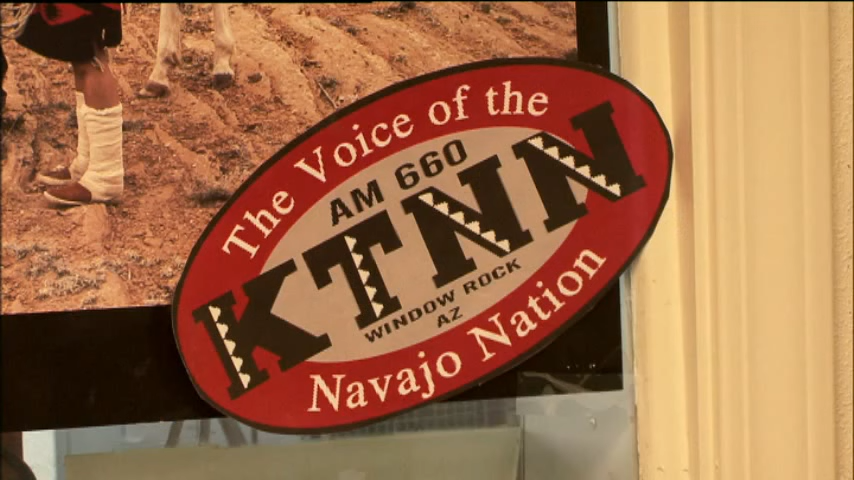 The Voice of the
AM 660
KTNN
WINDOW ROCK
AZ
Navajo Nation